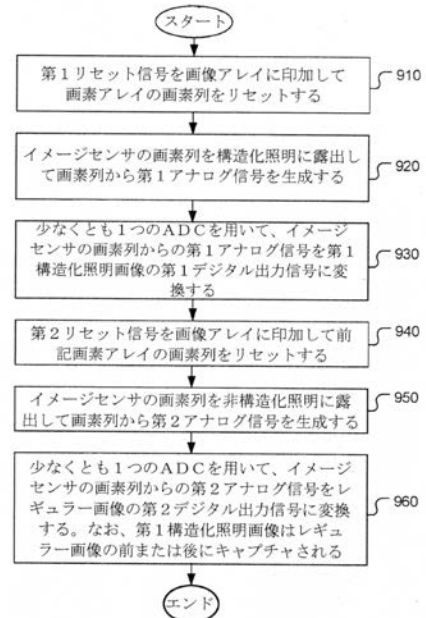 スタート
第1リセット信号を画像アレイに印加して
画素アレイの画素列をリセットする
910
イメージセンサの画素列を構造化照明に露出し
て画素列から第1アナログ信号を生成する
920
少なくとも1つのADCを用いて、イメージ
センサの画素列からの第1アナログ信号を第1
構造化照明画像の第1デジタル出力信号に変
換する
930
第2リセット信号を画像アレイに印加して前
記画素アレイの画素列をリセットする
940
イメージセンサの画素列を非構造化照明に露
出して画素列から第2アナログ信号を生成する
950
少なくとも1つのADCを用いて、イメージ
センサの画素列からの第2アナログ信号をレ
ギュラー画像の第2デジタル出力信号に変
換する。なお、第1構造化照明画像はレギュ
ラー画像の前または後にキャプチャされる
960
エンド